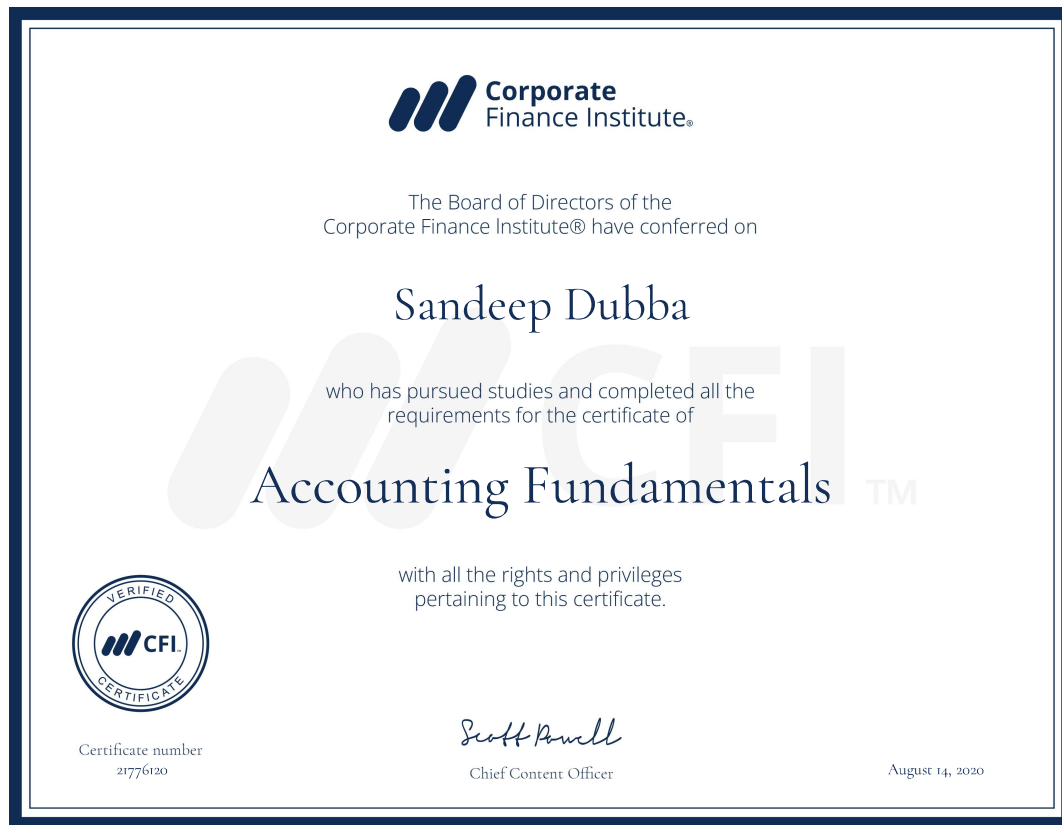 Corporate
Finance Institute®
The Board of Directors of the
Corporate Finance Institute® have conferred on
Sandeep Dubba
who has pursued studies and completed all the
requirements for the certificate of
CFI™
Accounting Fundamentals
with all the rights and privileges
pertaining to this certificate.
VERIFIED
CFI™
CERTIFICATE
Scott Powell
Certificate number
21776120
Chief Content Officer
August 14, 2020